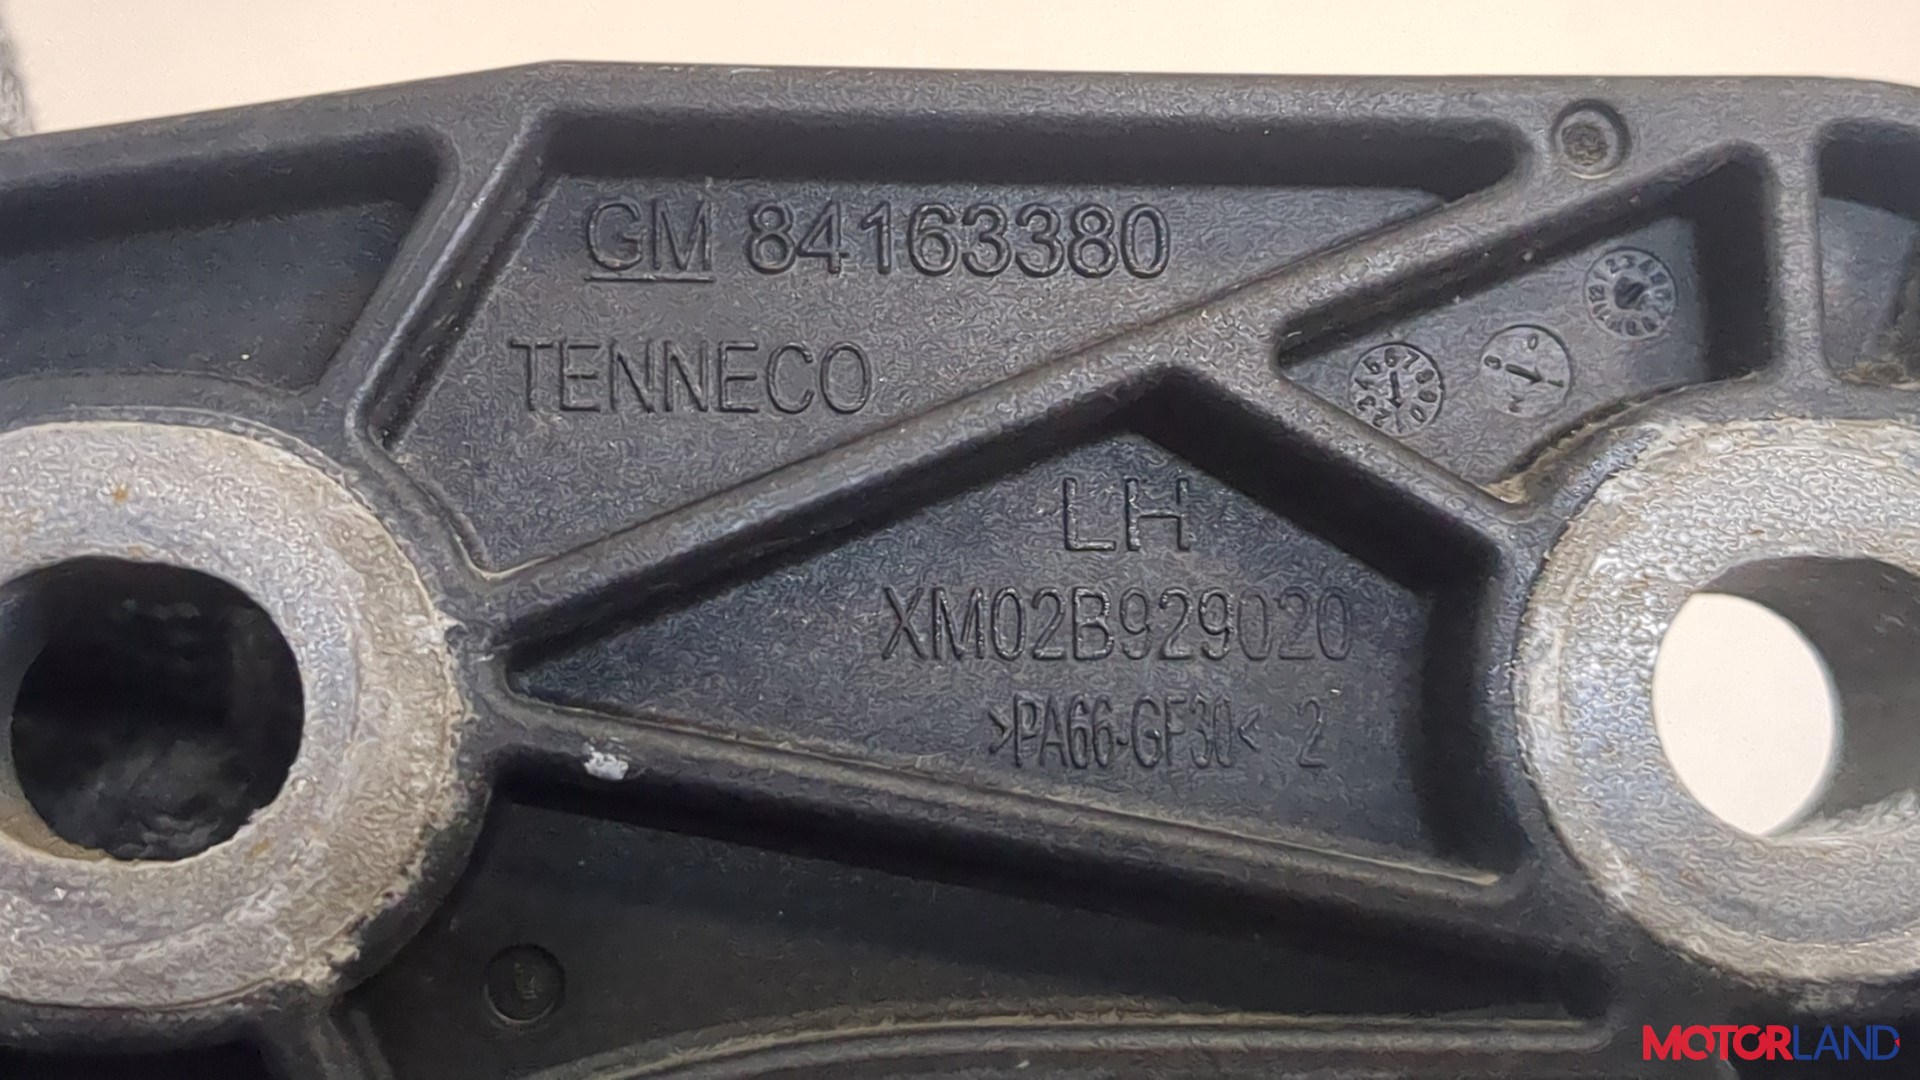 GM 84163380
TENNECO
LH
XM02B929020
>PA66-GF30< 2
MOTORLAND